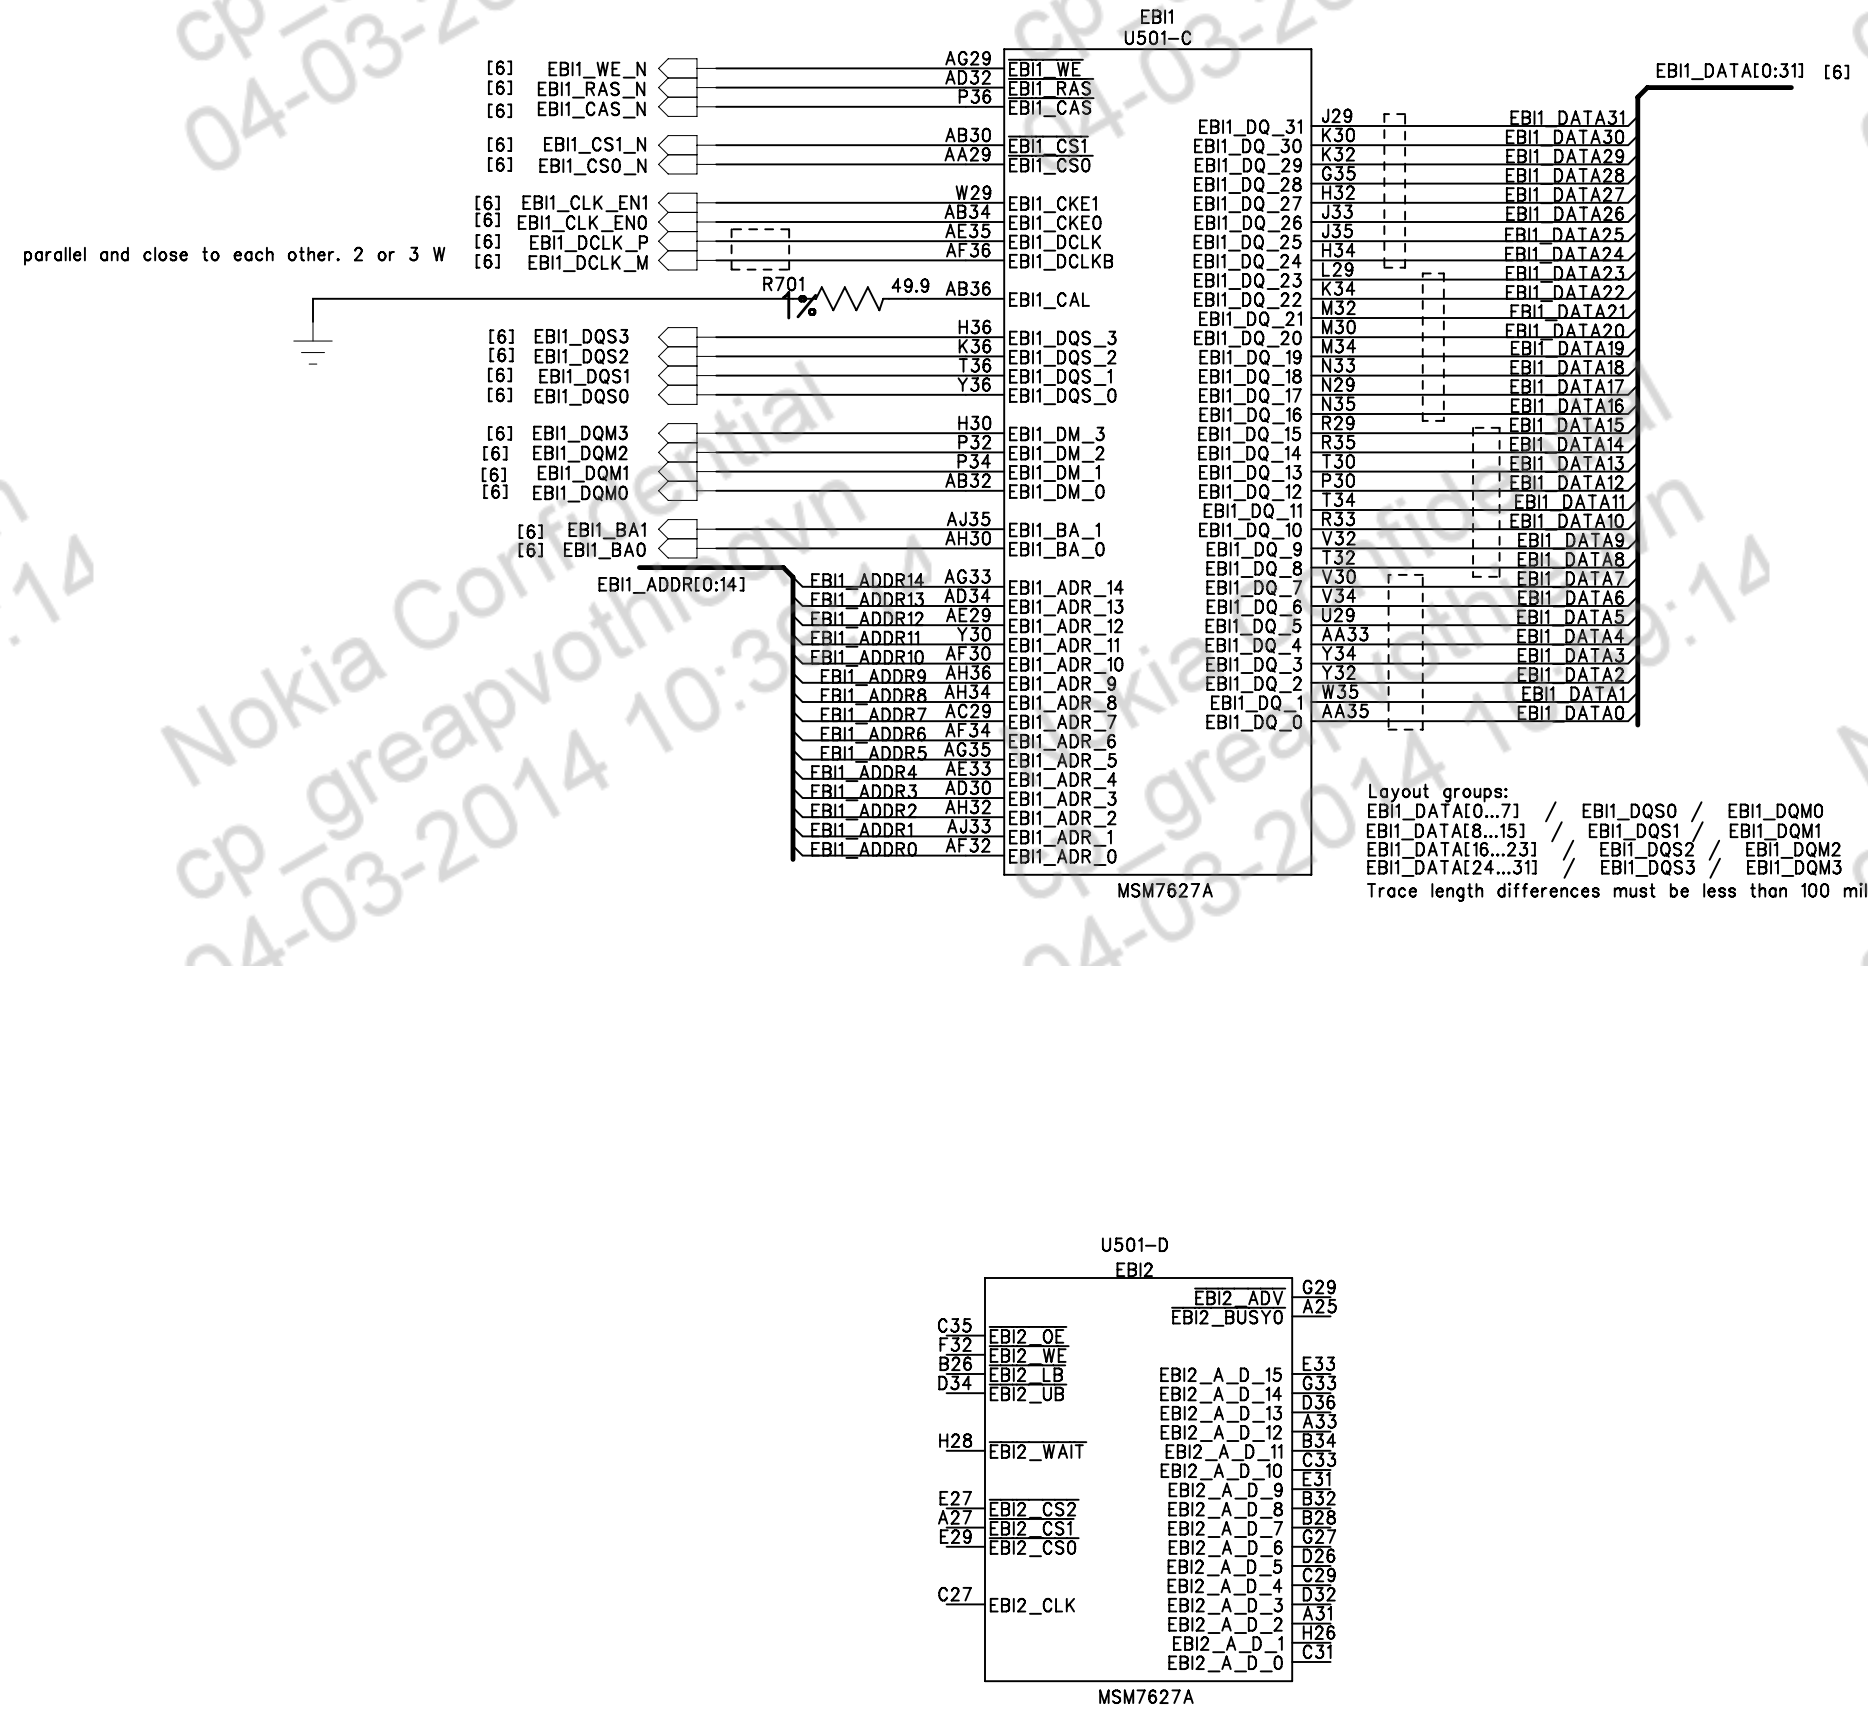 EBI1
U501-C
EBI1_DATA[0:31] [6]
[6] EBI1_WE_N AG29 EBI1_WE
[6] EBI1_RAS_N AD32 EBI1_RAS
[6] EBI1_CAS_N P36 EBI1_CAS
[6] EBI1_CS1_N AB30 EBI1_CS1
[6] EBI1_CS0_N AA29 EBI1_CS0
[6] EBI1_CLK_EN1 W29 EBI1_CKE1
[6] EBI1_CLK_EN0 AB34 EBI1_CKE0
[6] EBI1_DCLK_P AE35 EBI1_DCLK
parallel and close to each other. 2 or 3 W
[6] EBI1_DCLK_M AF36 EBI1_DCLKB
R701 1% 49.9 AB36 EBI1_CAL
[6] EBI1_DQS3 H36 EBI1_DQS_3
[6] EBI1_DQS2 K36 EBI1_DQS_2
[6] EBI1_DQS1 T36 EBI1_DQS_1
[6] EBI1_DQS0 Y36 EBI1_DQS_0
[6] EBI1_DQM3 H30 EBI1_DM_3
[6] EBI1_DQM2 P32 EBI1_DM_2
[6] EBI1_DQM1 P34 EBI1_DM_1
[6] EBI1_DQM0 AB32 EBI1_DM_0
[6] EBI1_BA1 AJ35 EBI1_BA_1
[6] EBI1_BA0 AH30 EBI1_BA_0
EBI1_ADDR[0:14]
EBI1_ADDR14 AG33 EBI1_ADR_14
EBI1_ADDR13 AD34 EBI1_ADR_13
EBI1_ADDR12 AE29 EBI1_ADR_12
EBI1_ADDR11 Y30 EBI1_ADR_11
EBI1_ADDR10 AF30 EBI1_ADR_10
EBI1_ADDR9 AH36 EBI1_ADR_9
EBI1_ADDR8 AH34 EBI1_ADR_8
EBI1_ADDR7 AC29 EBI1_ADR_7
EBI1_ADDR6 AF34 EBI1_ADR_6
EBI1_ADDR5 AG35 EBI1_ADR_5
EBI1_ADDR4 AE33 EBI1_ADR_4
EBI1_ADDR3 AD30 EBI1_ADR_3
EBI1_ADDR2 AH32 EBI1_ADR_2
EBI1_ADDR1 AJ33 EBI1_ADR_1
EBI1_ADDR0 AF32 EBI1_ADR_0
EBI1_DQ_31 J29 EBI1_DATA31
EBI1_DQ_30 K30 EBI1_DATA30
EBI1_DQ_29 K32 EBI1_DATA29
EBI1_DQ_28 G35 EBI1_DATA28
EBI1_DQ_27 H32 EBI1_DATA27
EBI1_DQ_26 J33 EBI1_DATA26
EBI1_DQ_25 J35 EBI1_DATA25
EBI1_DQ_24 H34 EBI1_DATA24
EBI1_DQ_23 L29 EBI1_DATA23
EBI1_DQ_22 K34 EBI1_DATA22
EBI1_DQ_21 M32 EBI1_DATA21
EBI1_DQ_20 M30 EBI1_DATA20
EBI1_DQ_19 M34 EBI1_DATA19
EBI1_DQ_18 N33 EBI1_DATA18
EBI1_DQ_17 N29 EBI1_DATA17
EBI1_DQ_16 N35 EBI1_DATA16
EBI1_DQ_15 R29 EBI1_DATA15
EBI1_DQ_14 R35 EBI1_DATA14
EBI1_DQ_13 T30 EBI1_DATA13
EBI1_DQ_12 P30 EBI1_DATA12
EBI1_DQ_11 T34 EBI1_DATA11
EBI1_DQ_10 R33 EBI1_DATA10
EBI1_DQ_9 V32 EBI1_DATA9
EBI1_DQ_8 T32 EBI1_DATA8
EBI1_DQ_7 V30 EBI1_DATA7
EBI1_DQ_6 V34 EBI1_DATA6
EBI1_DQ_5 U29 EBI1_DATA5
EBI1_DQ_4 AA33 EBI1_DATA4
EBI1_DQ_3 Y34 EBI1_DATA3
EBI1_DQ_2 Y32 EBI1_DATA2
EBI1_DQ_1 W35 EBI1_DATA1
EBI1_DQ_0 AA35 EBI1_DATA0
MSM7627A
Layout groups:
EBI1_DATA[0...7] / EBI1_DQS0 / EBI1_DQM0
EBI1_DATA[8...15] / EBI1_DQS1 / EBI1_DQM1
EBI1_DATA[16...23] / EBI1_DQS2 / EBI1_DQM2
EBI1_DATA[24...31] / EBI1_DQS3 / EBI1_DQM3
Trace length differences must be less than 100 mil
Nokia Confidential
cp_greapvothigvn
04-03-2014 10:39:14
U501-D
EBI2
C35 EBI2_OE
F32 EBI2_WE
B26 EBI2_LB
D34 EBI2_UB
H28 EBI2_WAIT
E27 EBI2_CS2
A27 EBI2_CS1
E29 EBI2_CS0
C27 EBI2_CLK
EBI2_ADV G29
EBI2_BUSY0 A25
EBI2_A_D_15 E33
EBI2_A_D_14 G33
EBI2_A_D_13 D36
EBI2_A_D_12 A33
EBI2_A_D_11 B34
EBI2_A_D_10 C33
EBI2_A_D_9 E31
EBI2_A_D_8 B32
EBI2_A_D_7 B28
EBI2_A_D_6 G27
EBI2_A_D_5 D26
EBI2_A_D_4 C29
EBI2_A_D_3 D32
EBI2_A_D_2 A31
EBI2_A_D_1 H26
EBI2_A_D_0 C31
MSM7627A